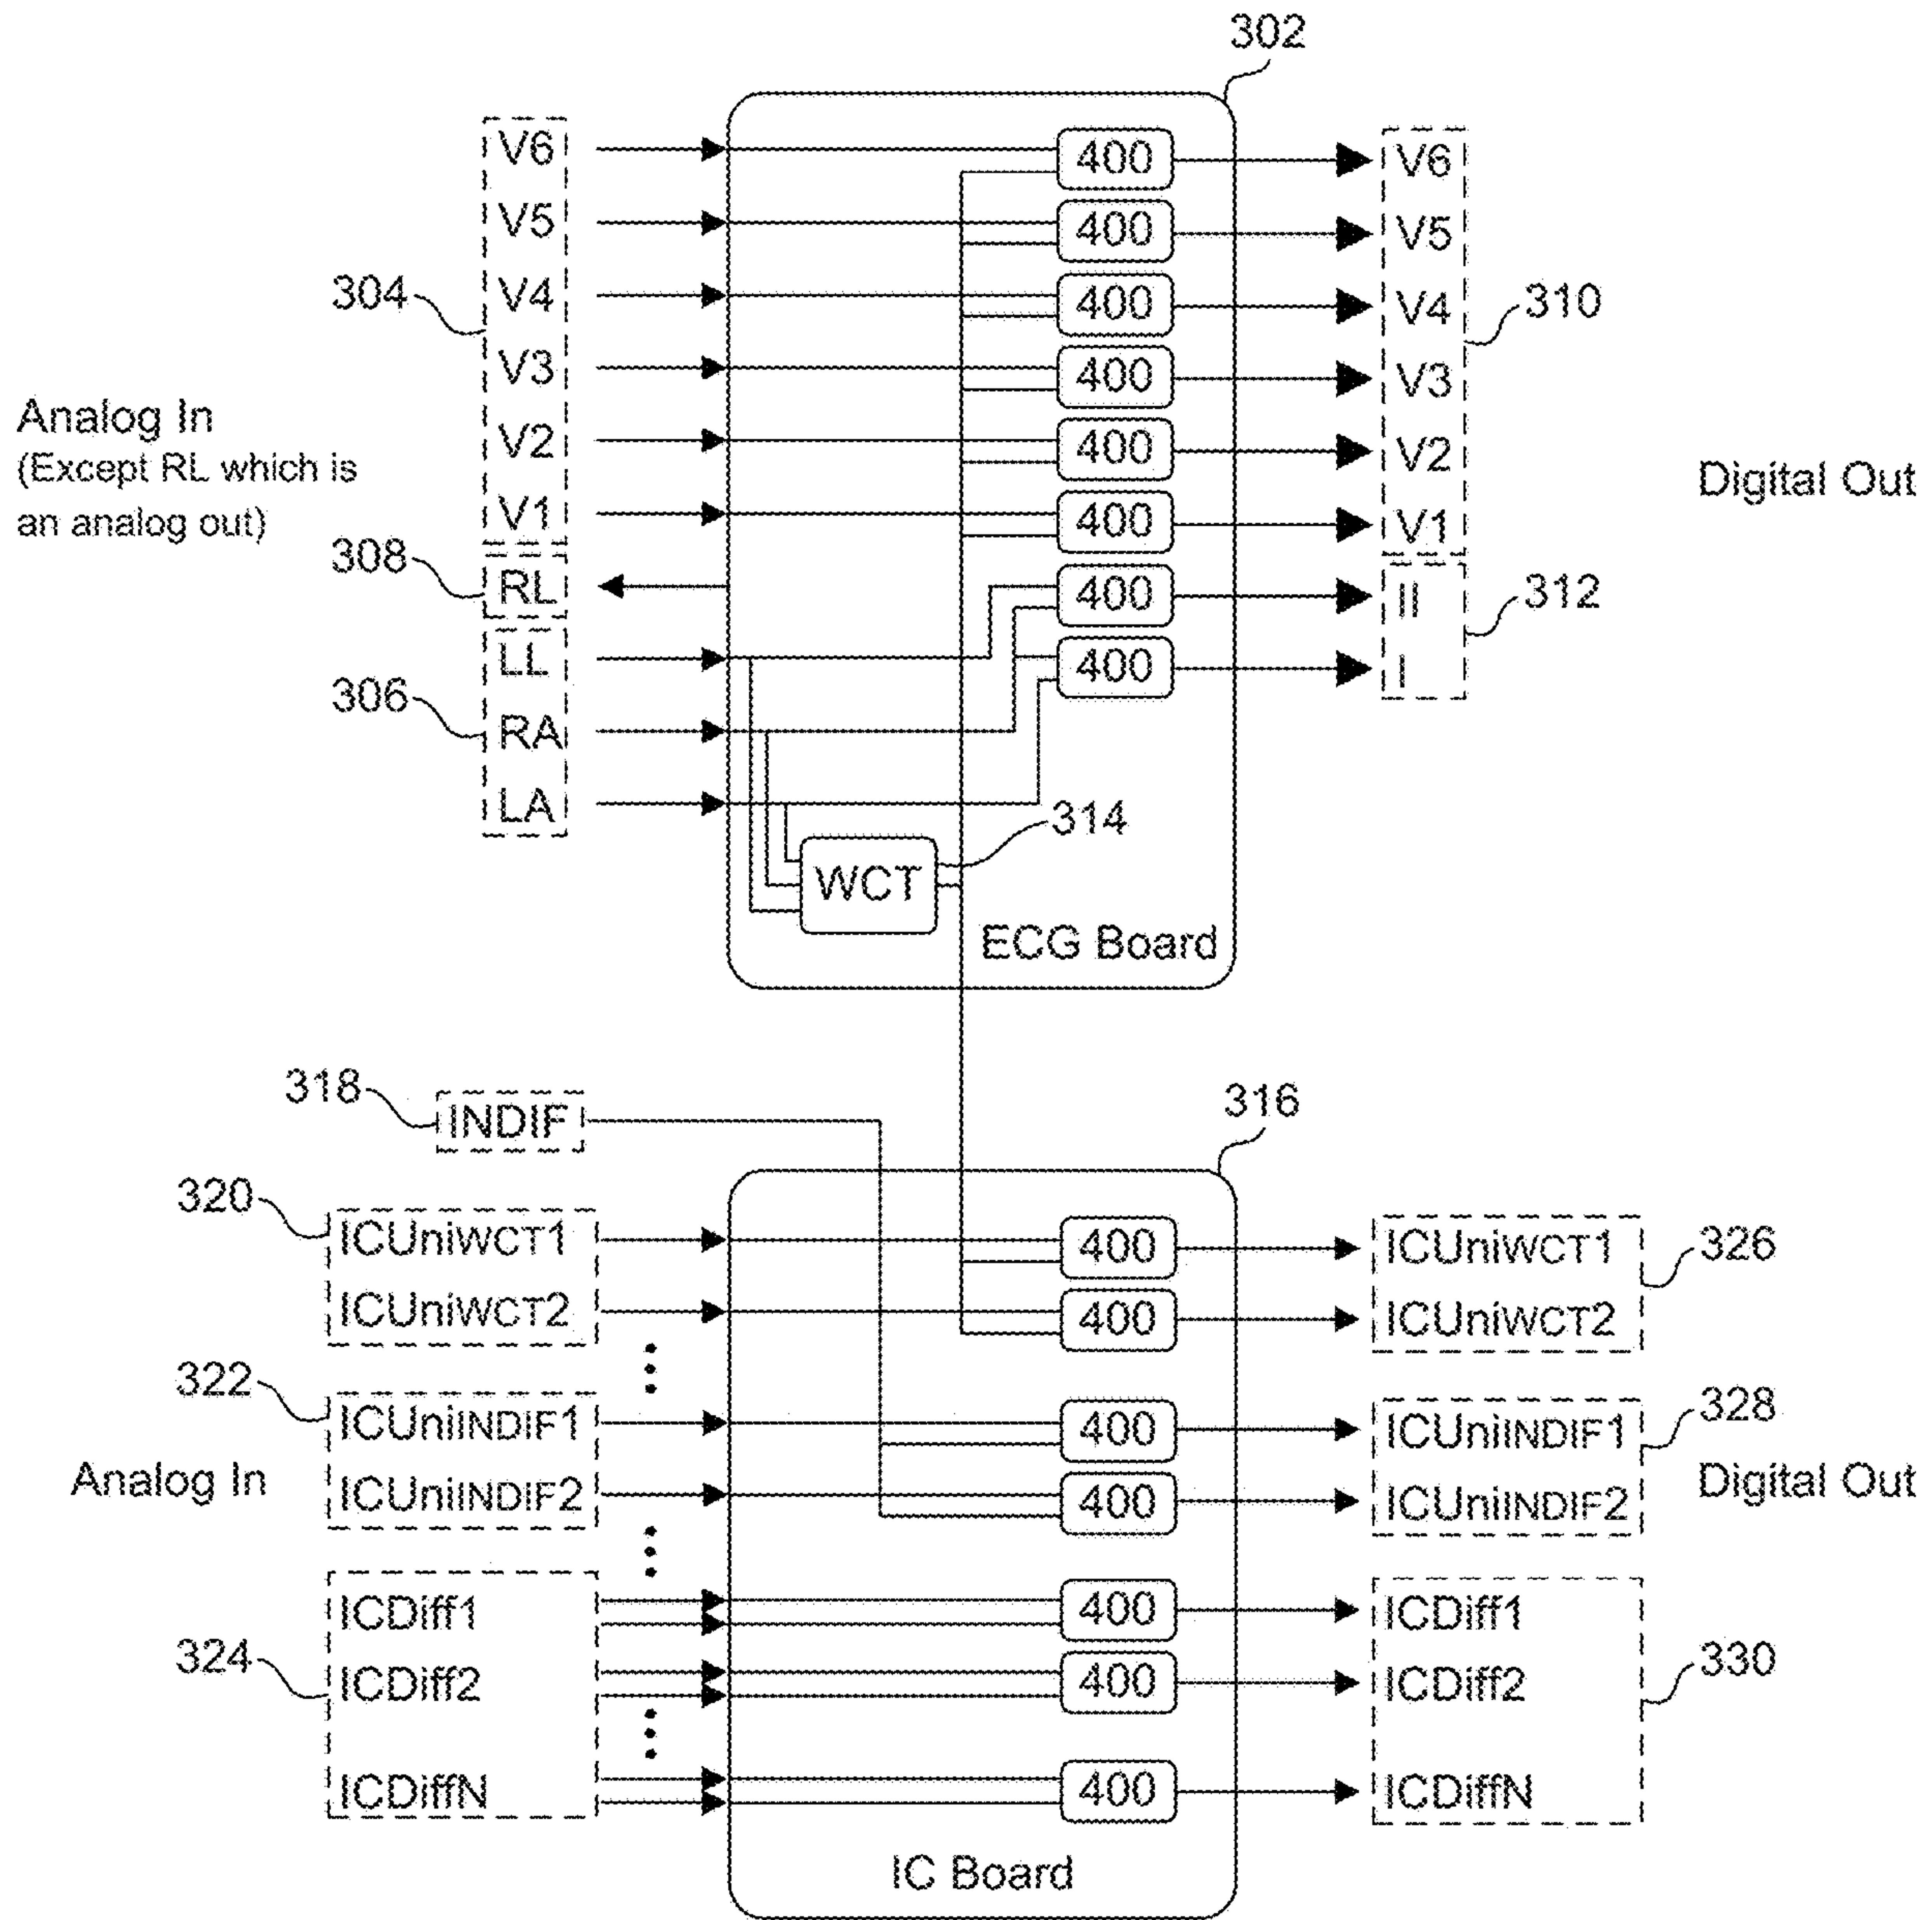 302
V6 400 V6
V5 400 V5
304 V4 400 V4 310
V3 400 V3
Analog In
(Except RL which is
an analog out)
V2 400 V2
Digital Out
V1 400 V1
308 RL 400 II 312
LL 400 I
306 RA
LA
314
WCT
ECG Board
318 INDIF
316
320 ICUniWCT1 400 ICUniWCT1 326
ICUniWCT2 400 ICUniWCT2
322 ICUniINDIF1 400 ICUniINDIF1 328
Analog In ICUniINDIF2 400 ICUniINDIF2 Digital Out
ICDiff1 400 ICDiff1
324 ICDiff2 400 ICDiff2 330
ICDiffN 400 ICDiffN
IC Board